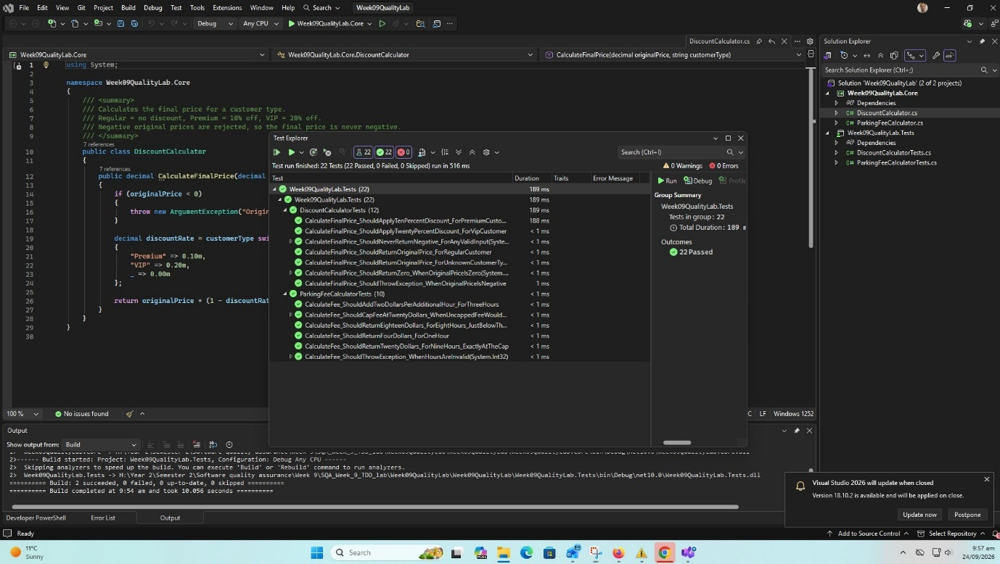 File Edit View Git Project Build Debug Test Tools Extensions Window Help Search Week09QualityLab
Debug Any CPU Week09QualityLab.Core
DiscountCalculator.cs
Week09QualityLab.Core Week09QualityLab.Core.DiscountCalculator CalculateFinalPrice(decimal originalPrice, string customerType)
1 using System;
2
3 namespace Week09QualityLab.Core
4 {
5 /// <summary>
6 /// Calculates the final price for a customer type.
7 /// Regular = no discount, Premium = 10% off, VIP = 20% off.
8 /// Negative original prices are rejected, so the final price is never negative.
9 /// </summary>
7 references
10 public class DiscountCalculator
11 {
7 references
12 public decimal CalculateFinalPrice(decimal
13 {
14 if (originalPrice < 0)
15 {
16 throw new ArgumentException("Origin
17 }
18
19 decimal discountRate = customerType swi
20 {
21 "Premium" => 0.10m,
22 "VIP" => 0.20m,
23 _ => 0.00m
24 };
25
26 return originalPrice * (1 - discountRat
27 }
28 }
29 }
30
100 % No issues found
LF Windows 1252
Test Explorer
22 22 0
Search (Ctrl+I)
Test run finished: 22 Tests (22 Passed, 0 Failed, 0 Skipped) run in 516 ms
0 Warnings 0 Errors
Test Duration Traits Error Message
Week09QualityLab.Tests (22) 189 ms
Week09QualityLab.Tests (22) 189 ms
DiscountCalculatorTests (12) 189 ms
CalculateFinalPrice_ShouldApplyTenPercentDiscount_ForPremiumCusto... 188 ms
CalculateFinalPrice_ShouldApplyTwentyPercentDiscount_ForVipCustomer < 1 ms
CalculateFinalPrice_ShouldNeverReturnNegative_ForAnyValidInput(Syste... < 1 ms
CalculateFinalPrice_ShouldReturnOriginalPrice_ForRegularCustomer < 1 ms
CalculateFinalPrice_ShouldReturnOriginalPrice_ForUnknownCustomerTy... < 1 ms
CalculateFinalPrice_ShouldReturnZero_WhenOriginalPriceIsZero(System.... < 1 ms
CalculateFinalPrice_ShouldThrowException_WhenOriginalPriceIsNegative 1 ms
ParkingFeeCalculatorTests (10) < 1 ms
CalculateFee_ShouldAddTwoDollarsPerAdditionalHour_ForThreeHours < 1 ms
CalculateFee_ShouldCapFeeAtTwentyDollars_WhenUncappedFeeWould... < 1 ms
CalculateFee_ShouldReturnEighteenDollars_ForEightHours_JustBelowTh... < 1 ms
CalculateFee_ShouldReturnFourDollars_ForOneHour < 1 ms
CalculateFee_ShouldReturnTwentyDollars_ForNineHours_ExactlyAtTheCap < 1 ms
CalculateFee_ShouldThrowException_WhenHoursAreInvalid(System.Int32) < 1 ms
Run Debug Profile
Group Summary
Week09QualityLab.Tests
Tests in group : 22
Total Duration : 189
Outcomes
22 Passed
Solution Explorer
Search Solution Explorer (Ctrl+;)
Solution 'Week09QualityLab' (2 of 2 projects)
Week09QualityLab.Core
Dependencies
DiscountCalculator.cs
ParkingFeeCalculator.cs
Week09QualityLab.Tests
Dependencies
DiscountCalculatorTests.cs
ParkingFeeCalculatorTests.cs
Output
Show output from: Build
2>------ Build started: Project: Week09QualityLab.Tests, Configuration: Debug Any CPU ------
2> Skipping analyzers to speed up the build. You can execute 'Build' or 'Rebuild' command to run analyzers.
2> Week09QualityLab.Tests -> H:\Year 2\Semester 2\Software quality assurance\Week 9\SQA_Week_9_TDD_lab\Week09QualityLab\Week09QualityLab\Week09QualityLab.Tests\bin\Debug\net10.0\Week09QualityLab.Tests.dll
========== Build: 2 succeeded, 0 failed, 0 up-to-date, 0 skipped ==========
========== Build completed at 9:54 am and took 10.056 seconds ==========
Developer PowerShell Error List Output
Visual Studio 2026 will update when closed
Version 18.10.2 is available and will be applied on close.
Update now Postpone
Ready Add to Source Control Select Repository
11°C
Sunny
Search
9:57 am
24/09/2026